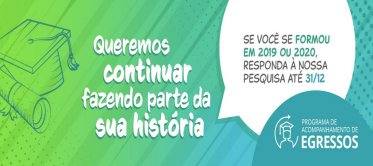 Queremos
continuar
fazendo parte da
sua história
SE VOCÊ SE FORMOU
EM 2019 OU 2020,
RESPONDA À NOSSA
PESQUISA ATÉ 31/12
PROGRAMA DE
ACOMPANHAMENTO DE
EGRESSOS